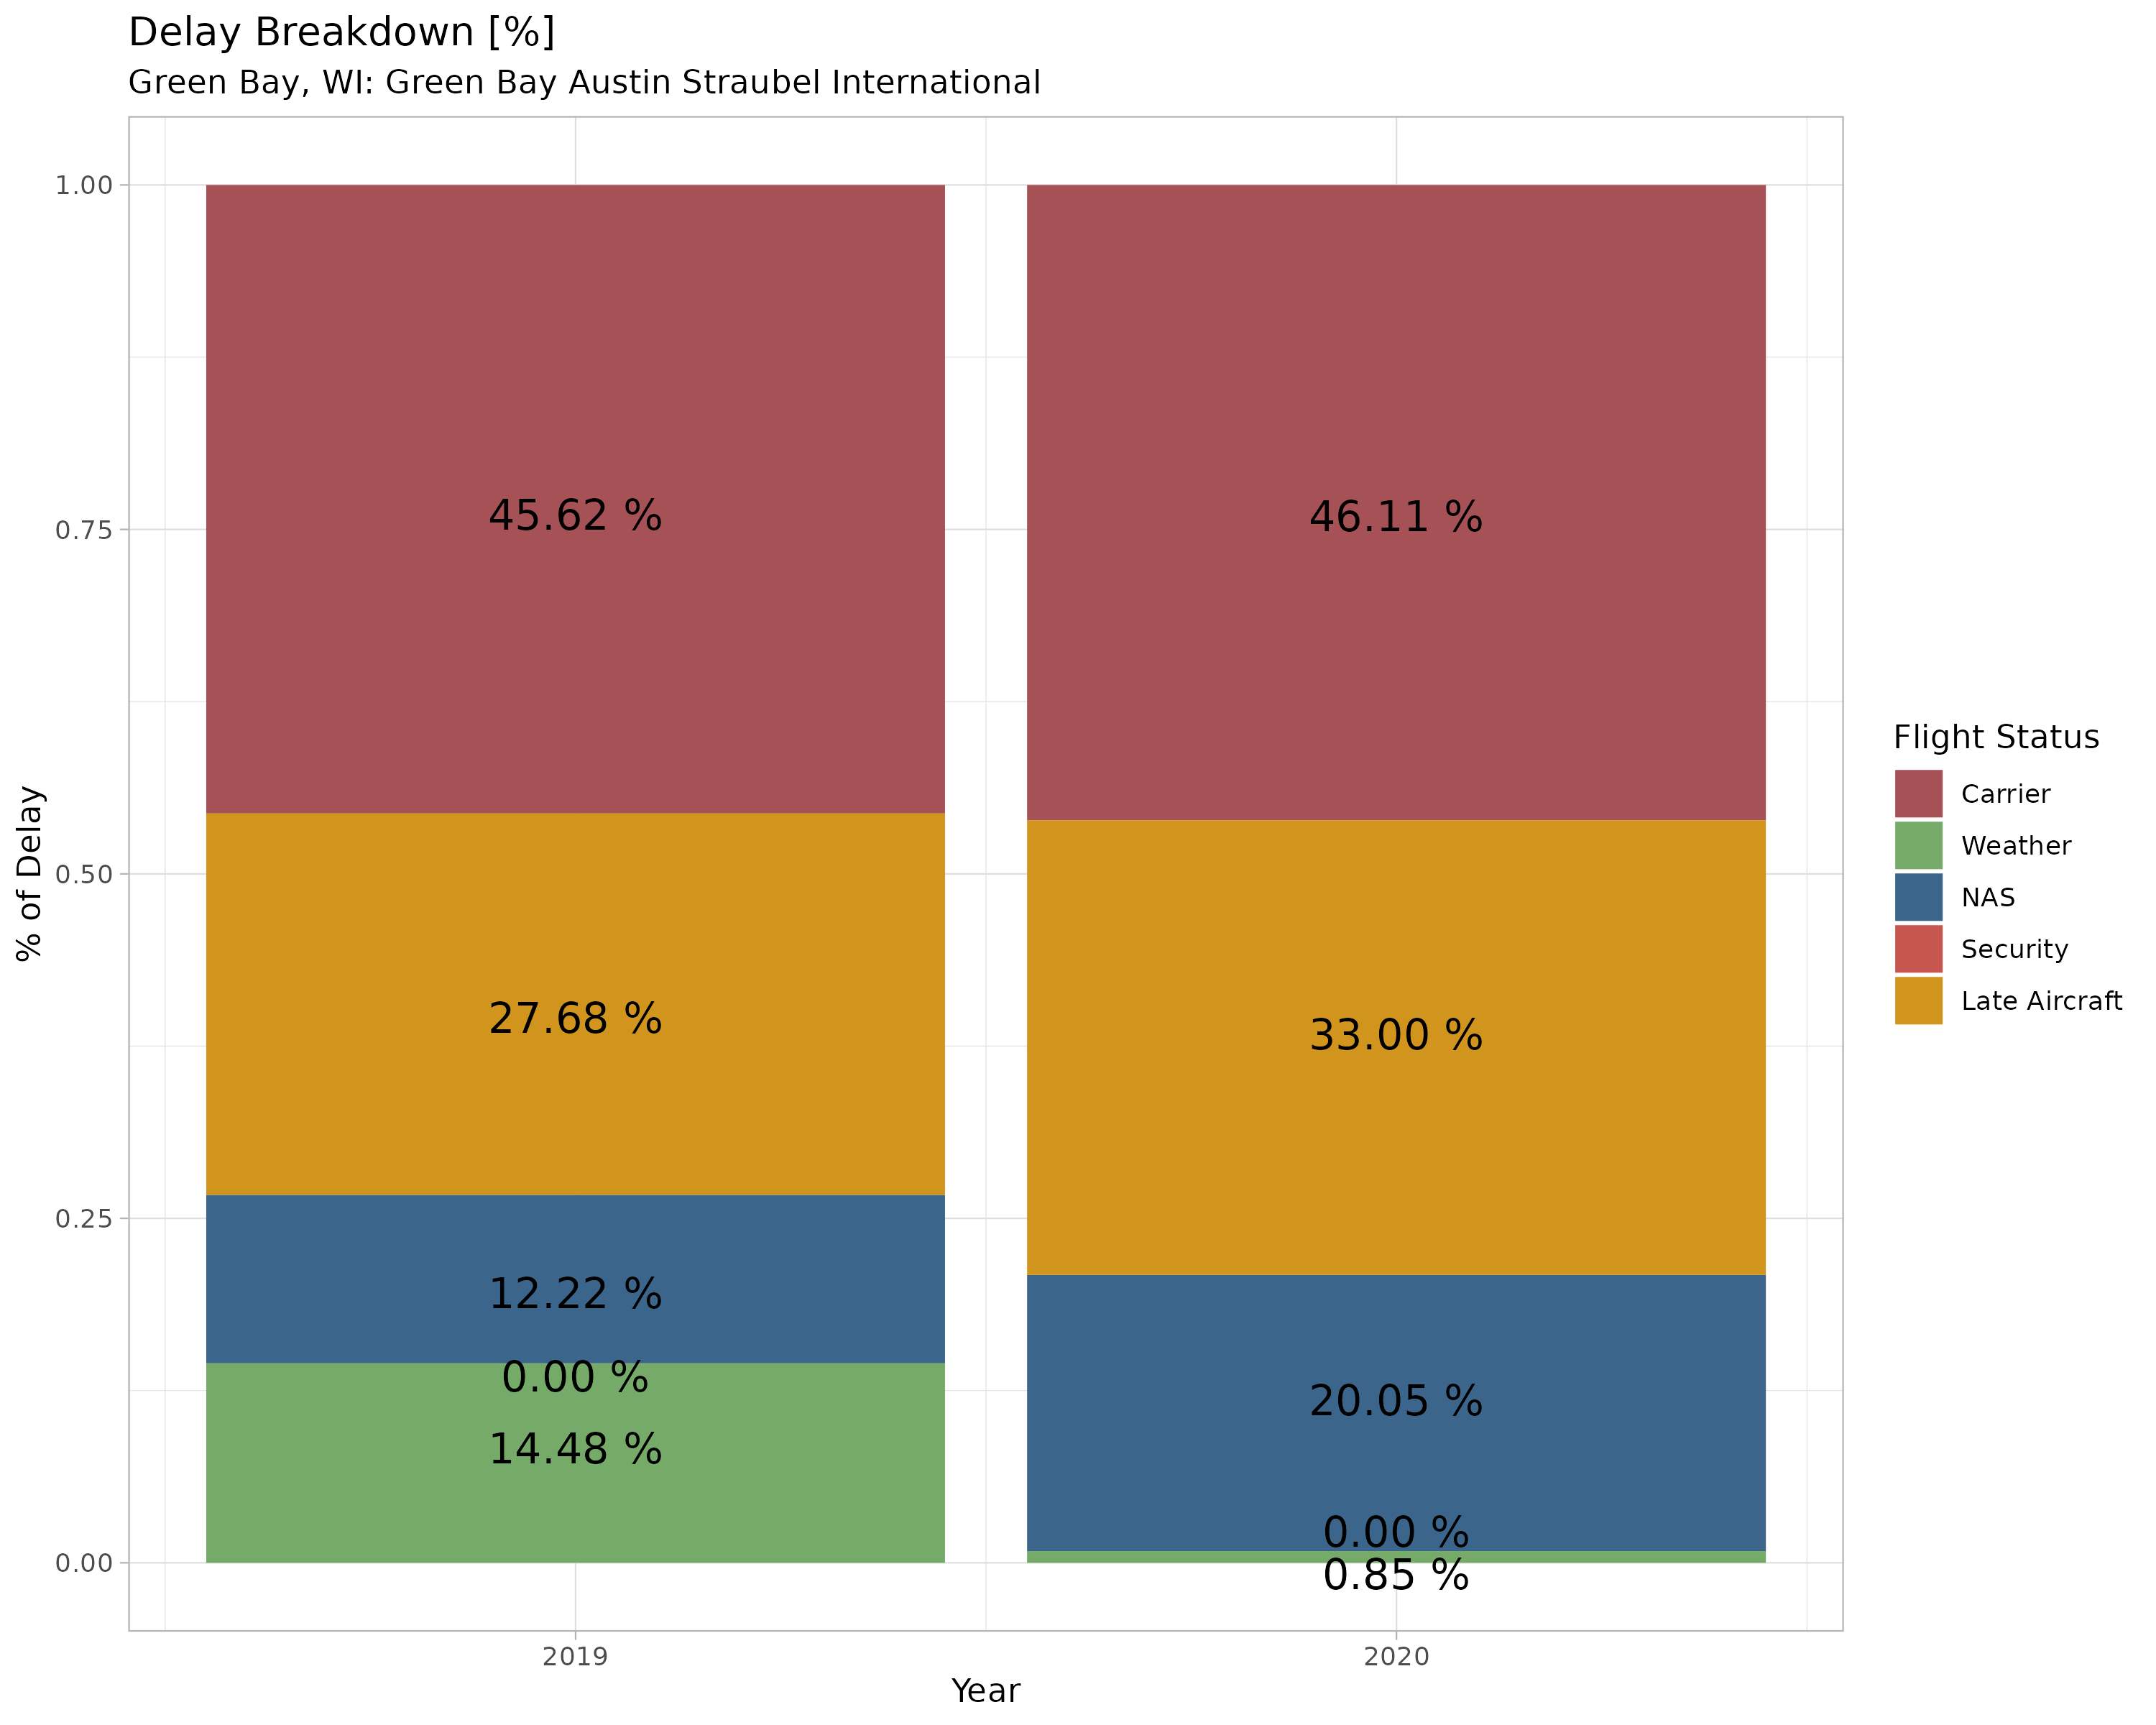 Delay Breakdown [%]
Green Bay, WI: Green Bay Austin Straubel International
% of Delay
1.00
0.75
0.50
0.25
0.00
45.62 %
27.68 %
12.22 %
0.00 %
14.48 %
46.11 %
33.00 %
20.05 %
0.00 %
0.85 %
2019
2020
Year
Flight Status
Carrier
Weather
NAS
Security
Late Aircraft